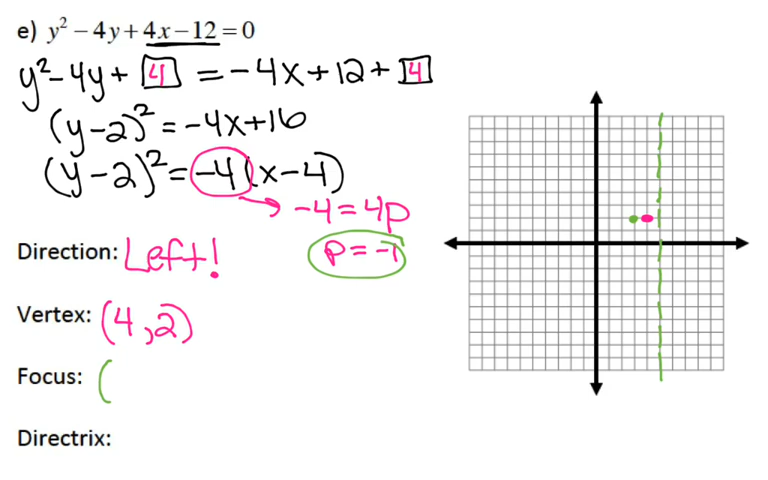 e) y² − 4y + 4x − 12 = 0
y² − 4y + 4 = −4x + 12 + 4
(y − 2)² = −4x + 16
(y − 2)² = −4(x − 4)
−4 = 4p
Direction: Left!
p = −1
Vertex: (4, 2)
Focus: (
Directrix: